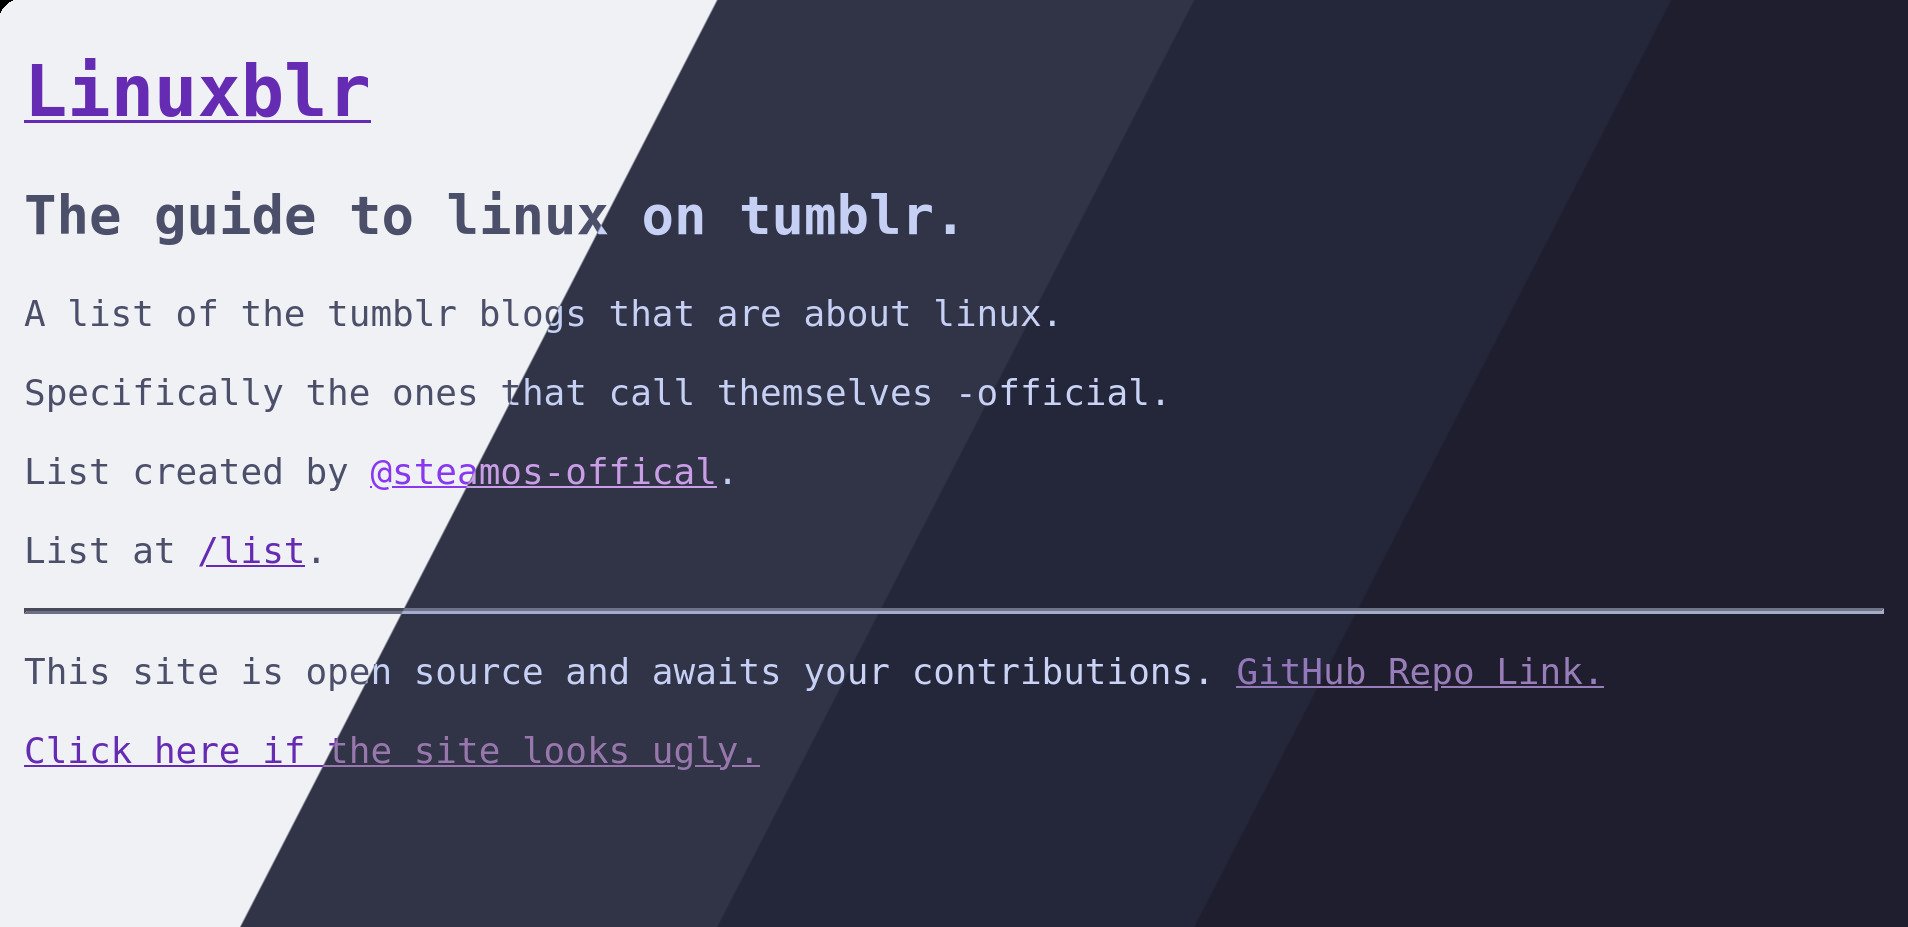 Linuxblr
The guide to linux on tumblr.
A list of the tumblr blogs that are about linux.
Specifically the ones that call themselves -official.
List created by @steamos-offical.
List at /list.
This site is open source and awaits your contributions. GitHub Repo Link.
Click here if the site looks ugly.